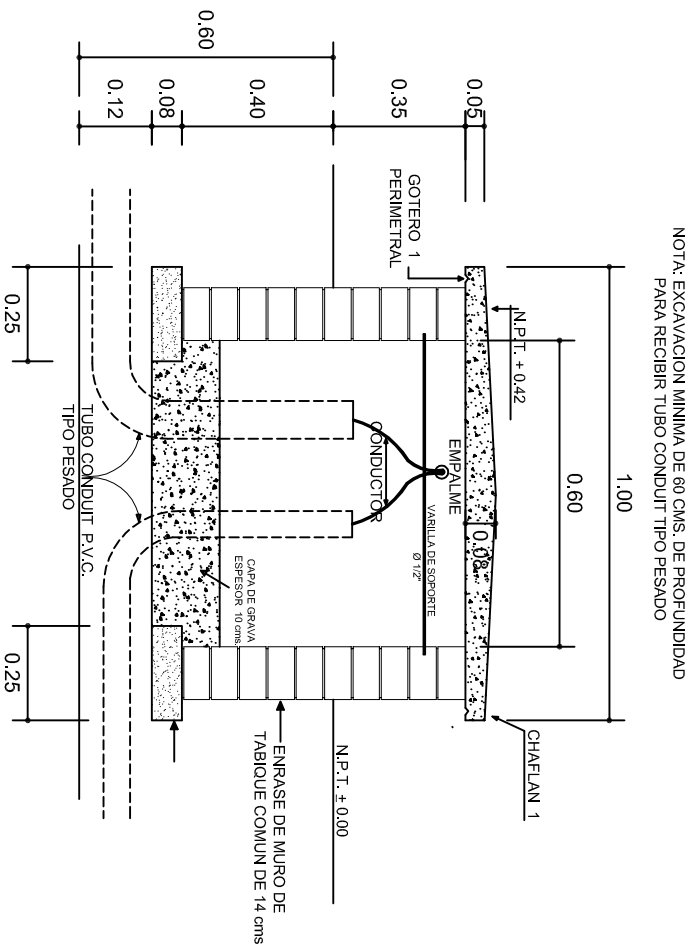 NOTA: EXCAVACION MINIMA DE 60 CMS. DE PROFUNDIDAD
PARA RECIBIR TUBO CONDUIT TIPO PESADO
1.00
0.60
CHAFLAN 1
N.P.T. + 0.42
0.08
GOTERO 1
PERIMETRAL
EMPALME
VARILLA DE SOPORTE
Ø 1/2"
CONDUCTOR
N.P.T. ± 0.00
0.05
0.35
0.40
0.08
0.12
0.60
CAPA DE GRAVA
ESPESOR 10 cms.
ENRASE DE MURO DE
TABIQUE COMUN DE 14 cms
TUBO CONDUIT P.V.C.
TIPO PESADO
0.25
0.25